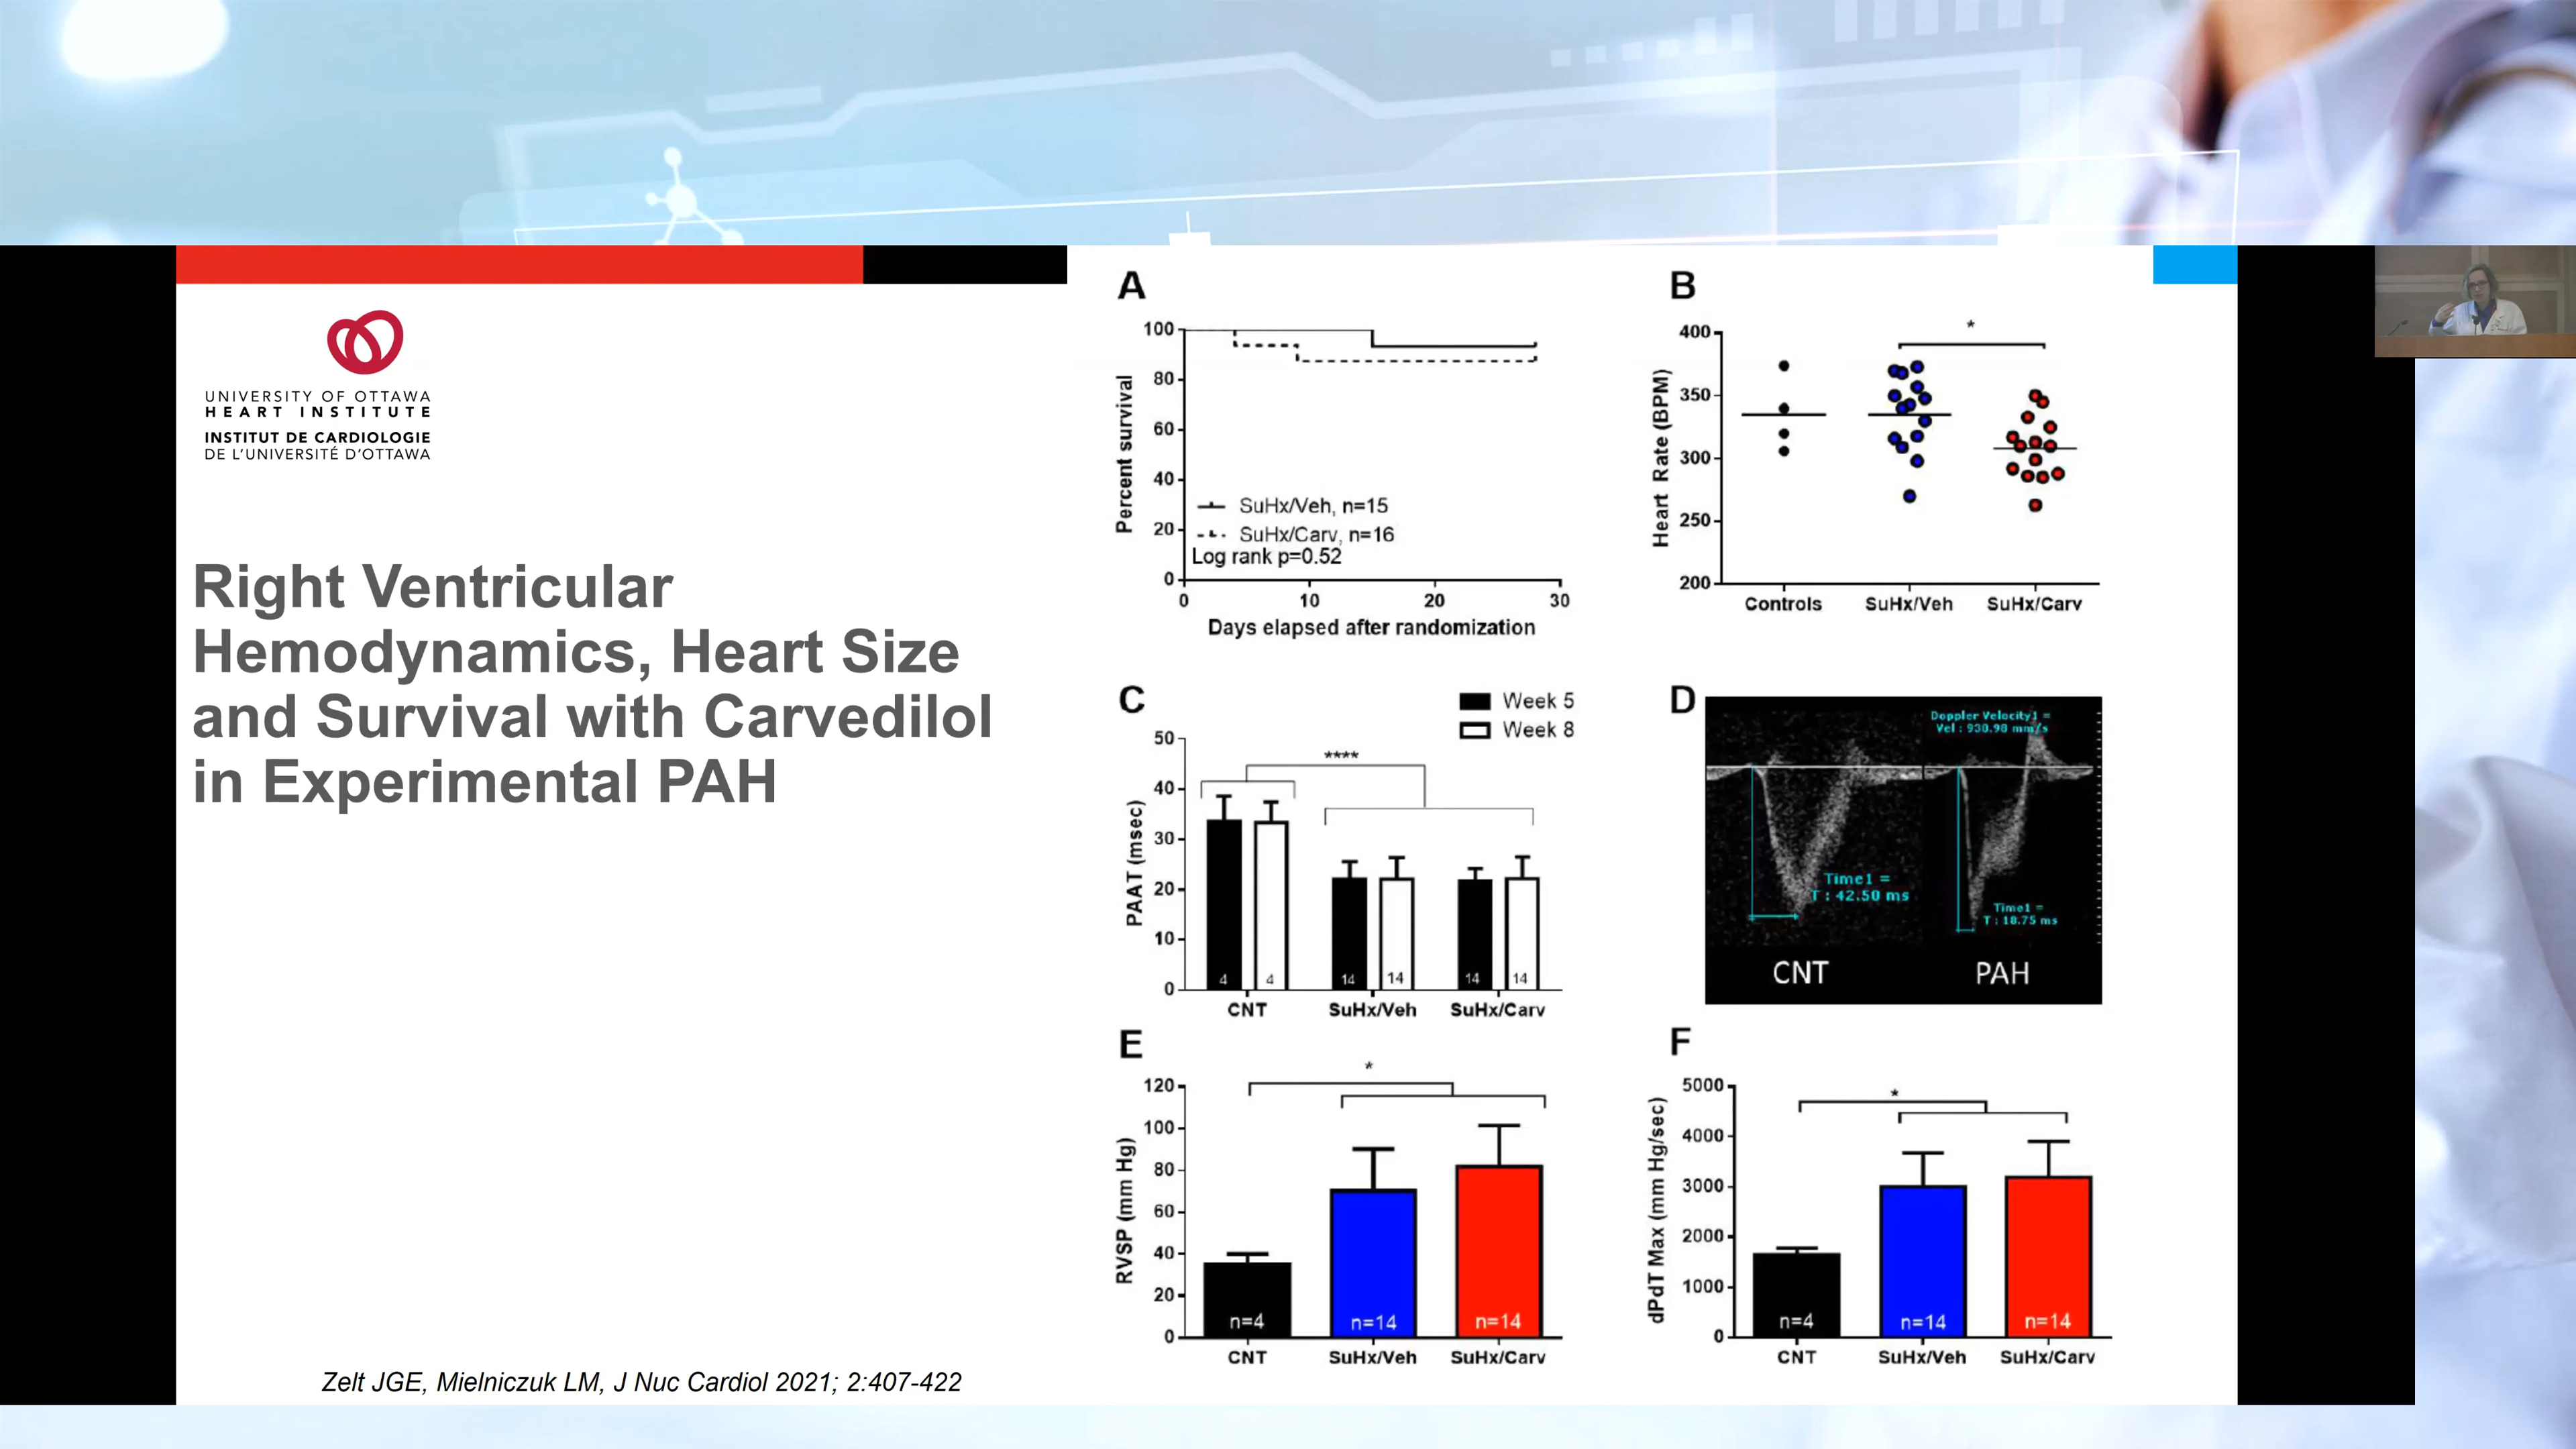 UNIVERSITY OF OTTAWA
HEART INSTITUTE
INSTITUT DE CARDIOLOGIE
DE L'UNIVERSITÉ D'OTTAWA
Right Ventricular
Hemodynamics, Heart Size
and Survival with Carvedilol
in Experimental PAH
Zelt JGE, Mielniczuk LM, J Nuc Cardiol 2021; 2:407-422
A
Percent survival
100
80
60
40
20
0
SuHx/Veh, n=15
SuHx/Carv, n=16
Log rank p=0.52
0 10 20 30
Days elapsed after randomization
B
Heart Rate (BPM)
400
350
300
250
200
*
Controls SuHx/Veh SuHx/Carv
C
Week 5
Week 8
PAAT (msec)
50
40
30
20
10
0
****
4 4 14 14 14 14
CNT SuHx/Veh SuHx/Carv
D
Doppler Velocity1 =
Vel : 930.98 mm/s
Time1 =
T : 42.50 ms
Time1 =
T : 18.75 ms
CNT PAH
E
RVSP (mm Hg)
120
100
80
60
40
20
0
*
n=4 n=14 n=14
CNT SuHx/Veh SuHx/Carv
F
dPdT Max (mm Hg/sec)
5000
4000
3000
2000
1000
0
*
n=4 n=14 n=14
CNT SuHx/Veh SuHx/Carv